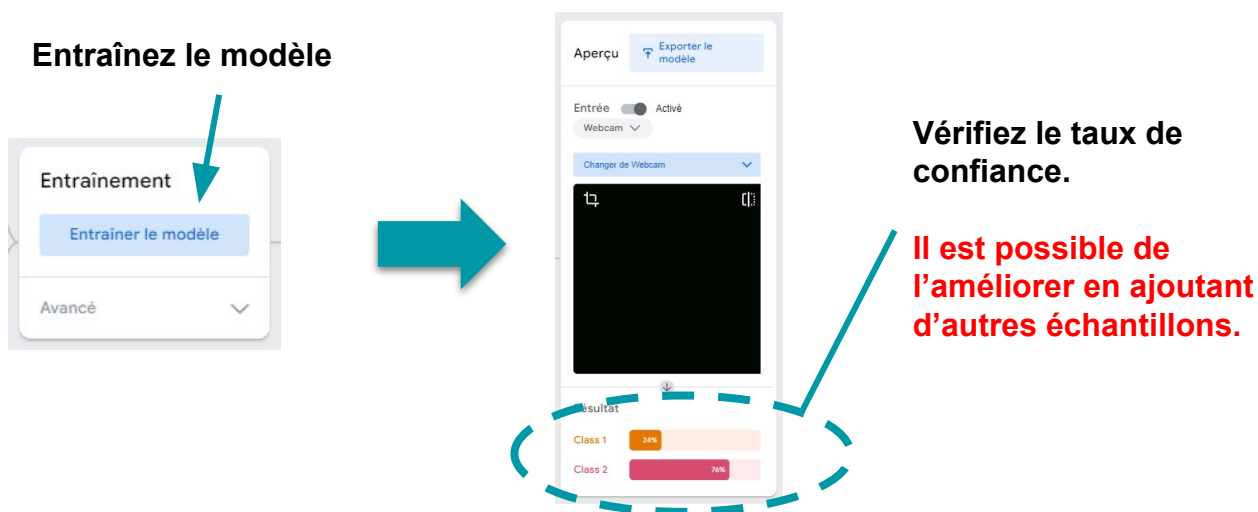 Entraînez le modèle
Entraînement
Entraîner le modèle
Avancé
Aperçu
Exporter le
modèle
Entrée
Activé
Webcam
Changer de Webcam
Résultat
Class 1
24%
Class 2
76%
Vérifiez le taux de
confiance.
Il est possible de
l’améliorer en ajoutant
d’autres échantillons.